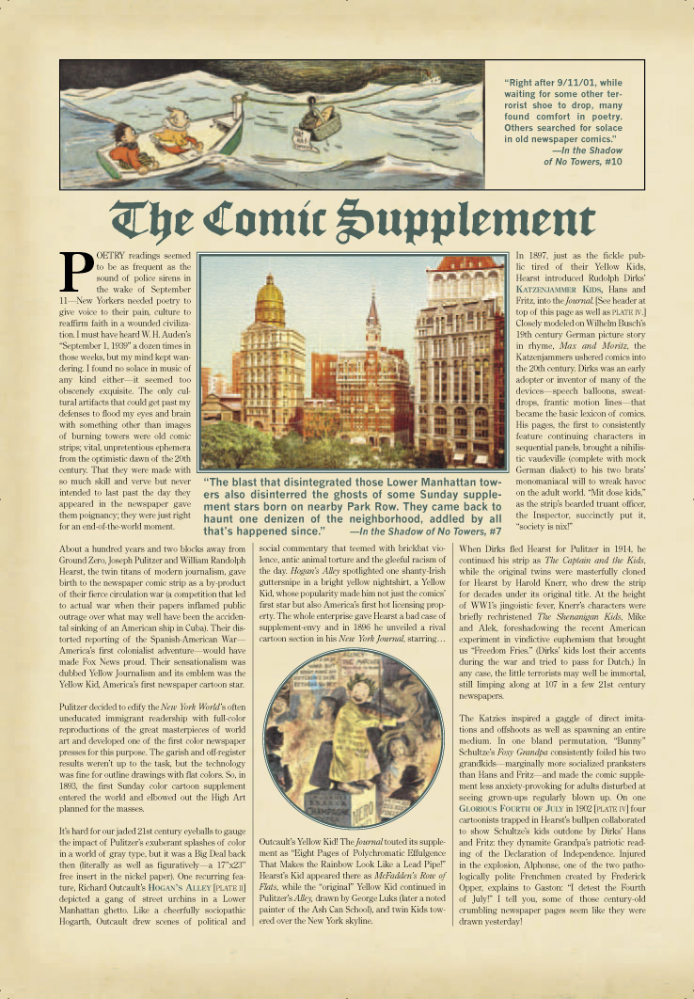 "Right after 9/11/01, while
waiting for some other ter-
rorist shoe to drop, many
found comfort in poetry.
Others searched for solace
in old newspaper comics."
—In the Shadow
of No Towers, #10
The Comic Supplement
POETRY readings seemed
to be as frequent as the
sound of police sirens in
the wake of September
11—New Yorkers needed poetry to
give voice to their pain, culture to
reaffirm faith in a wounded civiliza-
tion. I must have heard W. H. Auden's
"September 1, 1939" a dozen times in
those weeks, but my mind kept wan-
dering. I found no solace in music of
any kind either—it seemed too
obscenely exquisite. The only cul-
tural artifacts that could get past my
defenses to flood my eyes and brain
with something other than images
of burning towers were old comic
strips; vital, unpretentious ephemera
from the optimistic dawn of the 20th
century. That they were made with
so much skill and verve but never
intended to last past the day they
appeared in the newspaper gave
them poignancy; they were just right
for an end-of-the-world moment.
"The blast that disintegrated those Lower Manhattan tow-
ers also disinterred the ghosts of some Sunday supple-
ment stars born on nearby Park Row. They came back to
haunt one denizen of the neighborhood, addled by all
that's happened since." —In the Shadow of No Towers, #7
About a hundred years and two blocks away from
Ground Zero, Joseph Pulitzer and William Randolph
Hearst, the twin titans of modern journalism, gave
birth to the newspaper comic strip as a by-product
of their fierce circulation war (a competition that led
to actual war when their papers inflamed public
outrage over what may well have been the acciden-
tal sinking of an American ship in Cuba). Their dis-
torted reporting of the Spanish-American War—
America's first colonialist adventure—would have
made Fox News proud. Their sensationalism was
dubbed Yellow Journalism and its emblem was the
Yellow Kid, America's first newspaper cartoon star.
Pulitzer decided to edify the New York World's often
uneducated immigrant readership with full-color
reproductions of the great masterpieces of world
art and developed one of the first color newspaper
presses for this purpose. The garish and off-register
results weren't up to the task, but the technology
was fine for outline drawings with flat colors. So, in
1893, the first Sunday color cartoon supplement
entered the world and elbowed out the High Art
planned for the masses.
It's hard for our jaded 21st century eyeballs to gauge
the impact of Pulitzer's exuberant splashes of color
in a world of gray type, but it was a Big Deal back
then (literally as well as figuratively—a 17"x23"
free insert in the nickel paper). One recurring fea-
ture, Richard Outcault's HOGAN'S ALLEY [PLATE II]
depicted a gang of street urchins in a Lower
Manhattan ghetto. Like a cheerfully sociopathic
Hogarth, Outcault drew scenes of political and
social commentary that teemed with brickbat vio-
lence, antic animal torture and the gleeful racism of
the day. Hogan's Alley spotlighted one shanty-Irish
guttersnipe in a bright yellow nightshirt, a Yellow
Kid, whose popularity made him not just the comics'
first star but also America's first hot licensing prop-
erty. The whole enterprise gave Hearst a bad case of
supplement-envy and in 1896 he unveiled a rival
cartoon section in his New York Journal, starring…
HERO
Outcault's Yellow Kid! The Journal touted its supple-
ment as "Eight Pages of Polychromatic Effulgence
That Makes the Rainbow Look Like a Lead Pipe!"
Hearst's Kid appeared there as McFadden's Row of
Flats, while the "original" Yellow Kid continued in
Pulitzer's Alley, drawn by George Luks (later a noted
painter of the Ash Can School), and twin Kids tow-
ered over the New York skyline.
In 1897, just as the fickle pub-
lic tired of their Yellow Kids,
Hearst introduced Rudolph Dirks'
KATZENJAMMER KIDS, Hans and
Fritz, into the Journal. [See header at
top of this page as well as PLATE IV.]
Closely modeled on Wilhelm Busch's
19th century German picture story
in rhyme, Max and Moritz, the
Katzenjammers ushered comics into
the 20th century. Dirks was an early
adopter or inventor of many of the
devices—speech balloons, sweat-
drops, frantic motion lines—that
became the basic lexicon of comics.
His pages, the first to consistently
feature continuing characters in
sequential panels, brought a nihilis-
tic vaudeville (complete with mock
German dialect) to his two brats'
monomaniacal will to wreak havoc
on the adult world. "Mit dose kids,"
as the strip's bearded truant officer,
the Inspector, succinctly put it,
"society is nix!"
When Dirks fled Hearst for Pulitzer in 1914, he
continued his strip as The Captain and the Kids,
while the original twins were masterfully cloned
for Hearst by Harold Knerr, who drew the strip
for decades under its original title. At the height
of WW1's jingoistic fever, Knerr's characters were
briefly rechristened The Shenanigan Kids, Mike
and Alek, foreshadowing the recent American
experiment in vindictive euphemism that brought
us "Freedom Fries." (Dirks' kids lost their accents
during the war and tried to pass for Dutch.) In
any case, the little terrorists may well be immortal,
still limping along at 107 in a few 21st century
newspapers.
The Katzies inspired a gaggle of direct imita-
tions and offshoots as well as spawning an entire
medium. In one bland permutation, "Bunny"
Schultze's Foxy Grandpa consistently foiled his two
grandkids—marginally more socialized pranksters
than Hans and Fritz—and made the comic supple-
ment less anxiety-provoking for adults disturbed at
seeing grown-ups regularly blown up. On one
GLORIOUS FOURTH OF JULY in 1902 [PLATE IV] four
cartoonists trapped in Hearst's bullpen collaborated
to show Schultze's kids outdone by Dirks' Hans
and Fritz: they dynamite Grandpa's patriotic read-
ing of the Declaration of Independence. Injured
in the explosion, Alphonse, one of the two patho-
logically polite Frenchmen created by Frederick
Opper, explains to Gaston: "I detest the Fourth
of July!" I tell you, some of those century-old
crumbling newspaper pages seem like they were
drawn yesterday!